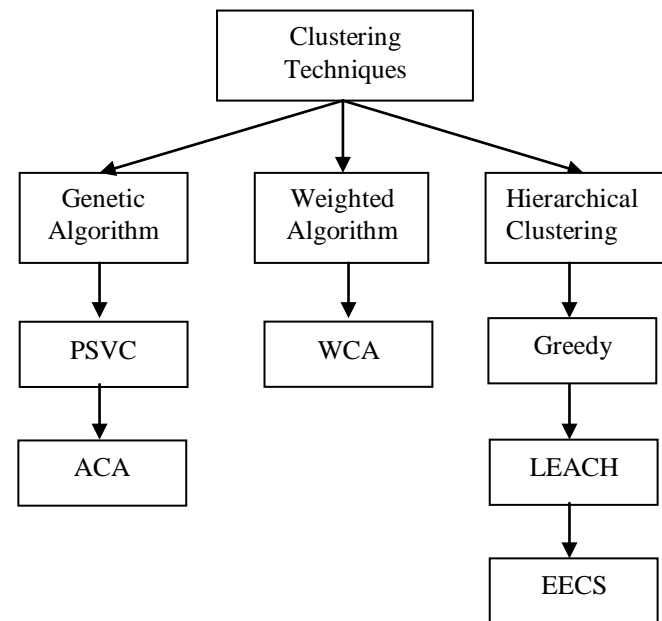 Clustering
Techniques
Genetic
Algorithm
Weighted
Algorithm
Hierarchical
Clustering
PSVC
WCA
Greedy
ACA
LEACH
EECS